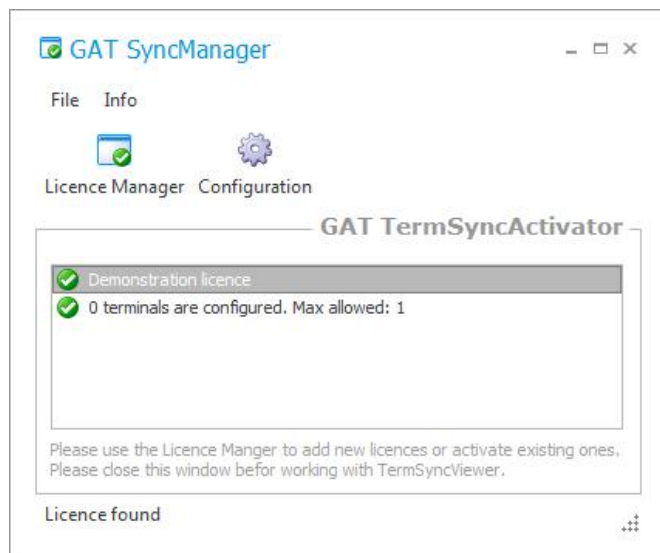 GAT SyncManager
File Info
Licence Manager Configuration
GAT TermSyncActivator
Demonstration licence
0 terminals are configured. Max allowed: 1
Please use the Licence Manger to add new licences or activate existing ones.
Please close this window befor working with TermSyncViewer.
Licence found